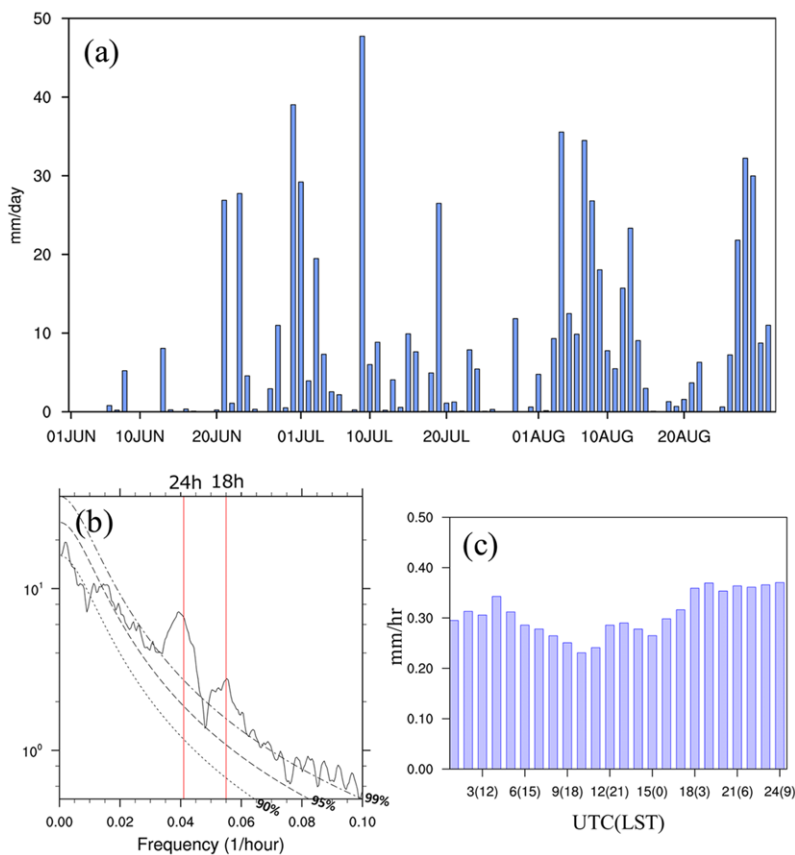 (a)
50
40
30
20
10
0
mm/day
01JUN 10JUN 20JUN 01JUL 10JUL 20JUL 01AUG 10AUG 20AUG
24h 18h
(b)
10¹
10⁰
90% 95% 99%
0.00 0.02 0.04 0.06 0.08 0.10
Frequency (1/hour)
(c)
0.50
0.40
0.30
0.20
0.10
0.00
mm/hr
3(12) 6(15) 9(18) 12(21) 15(0) 18(3) 21(6) 24(9)
UTC(LST)